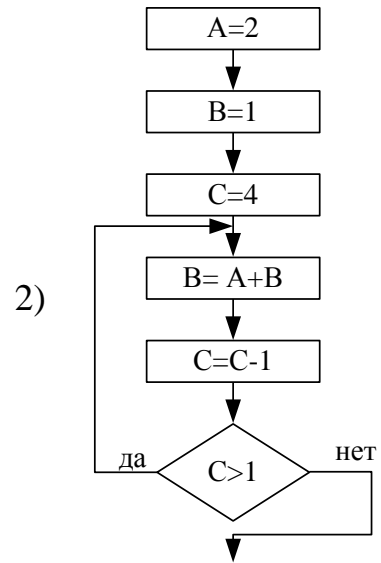 A=2
B=1
C=4
2)
B= A+B
C=C-1
да
C>1
нет